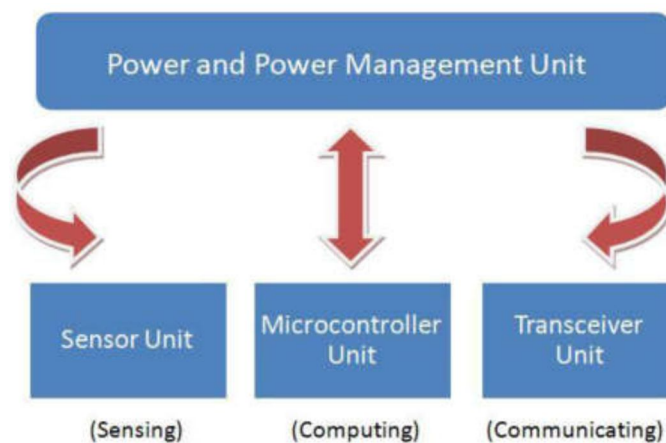 Power and Power Management Unit
Sensor Unit
Microcontroller
Unit
Transceiver
Unit
(Sensing)
(Computing)
(Communicating)